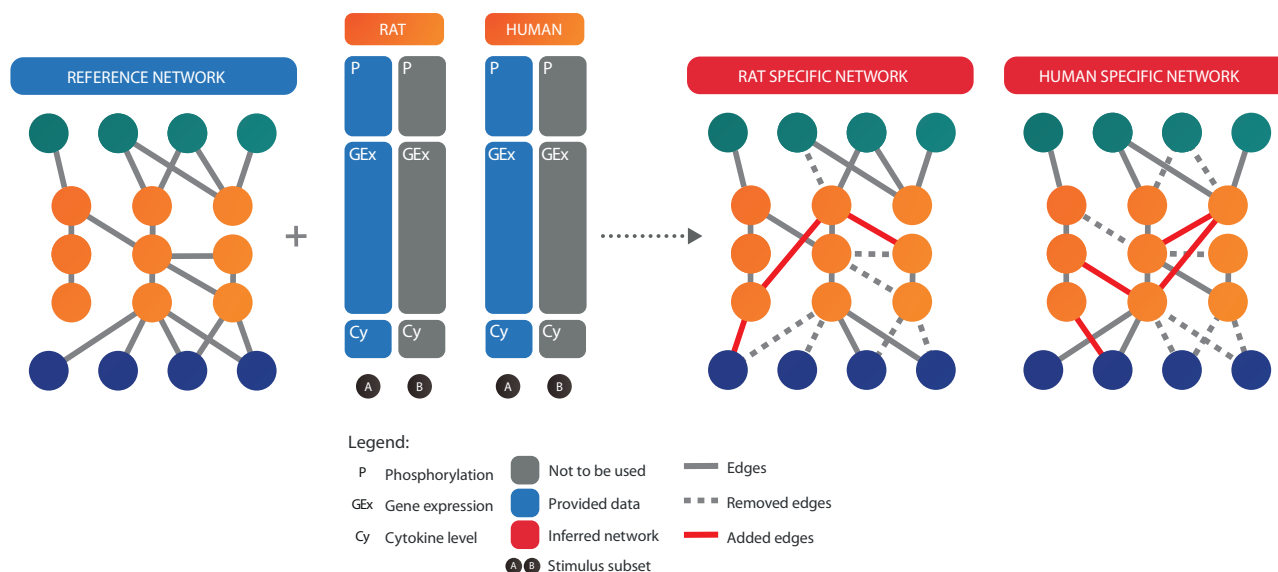 RAT
HUMAN
REFERENCE NETWORK
RAT SPECIFIC NETWORK
HUMAN SPECIFIC NETWORK
P P P P
GEx GEx GEx GEx
Cy Cy Cy Cy
A B A B
Legend:
P Phosphorylation
GEx Gene expression
Cy Cytokine level
Not to be used
Provided data
Inferred network
A B Stimulus subset
Edges
Removed edges
Added edges